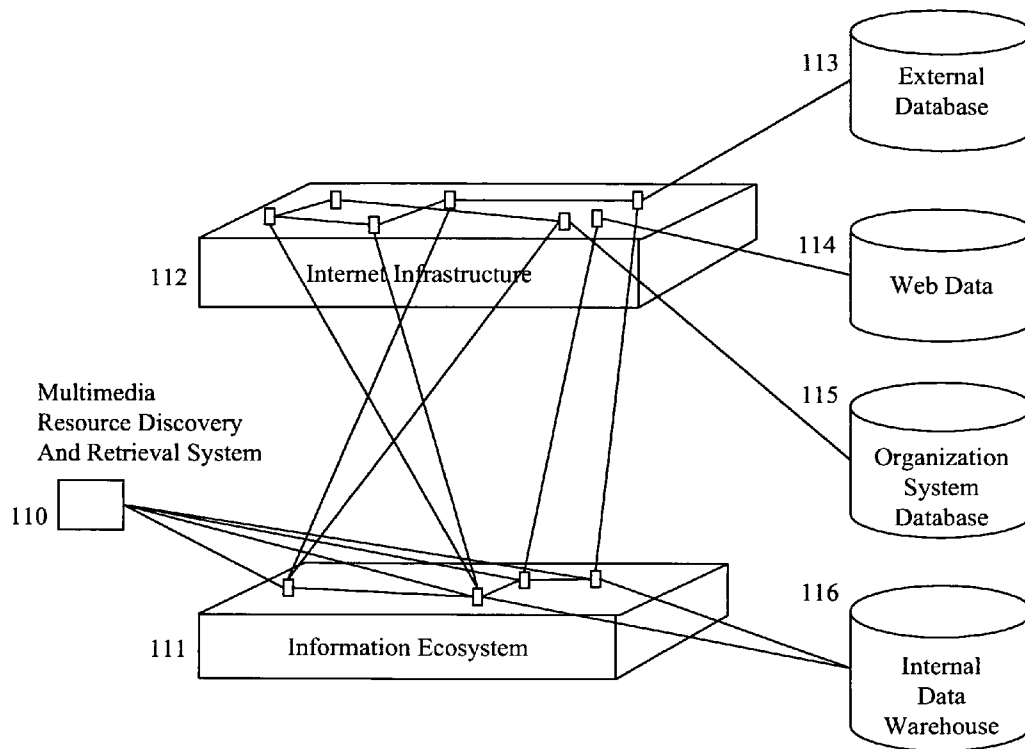 113
External
Database
112
Internet Infrastructure
114
Web Data
Multimedia
Resource Discovery
And Retrieval System
110
115
Organization
System
Database
111
Information Ecosystem
116
Internal
Data
Warehouse